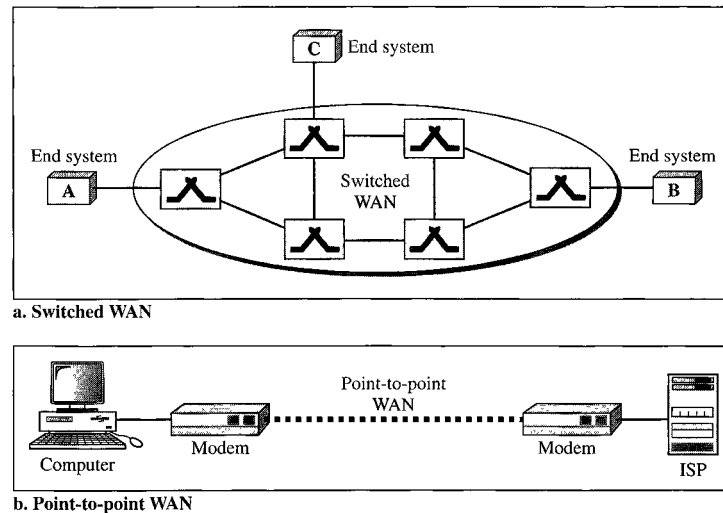 C End system
End system
A
Switched
WAN
End system
B
a. Switched WAN
Point-to-point
WAN
Computer
Modem
Modem
ISP
b. Point-to-point WAN